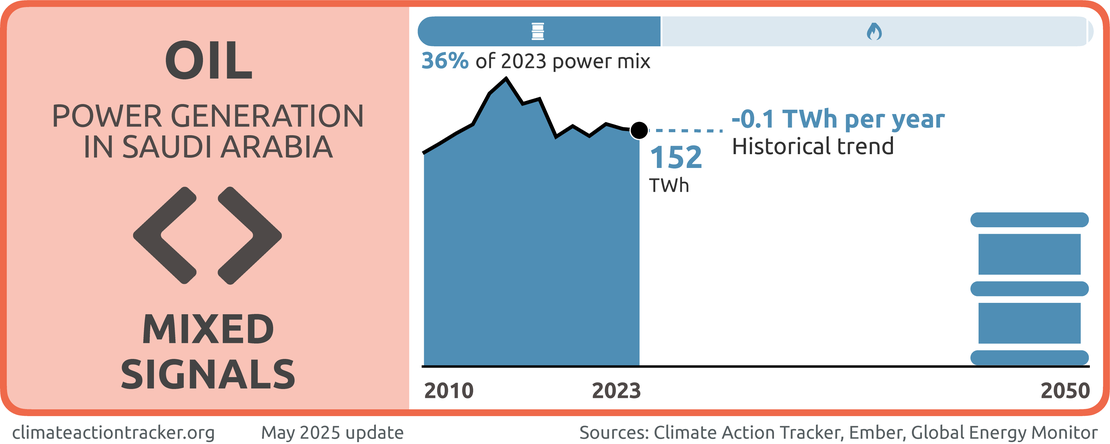 OIL
POWER GENERATION
IN SAUDI ARABIA
MIXED
SIGNALS
36% of 2023 power mix
-0.1 TWh per year
Historical trend
152
TWh
2010 2023 2050
climateactiontracker.org May 2025 update Sources: Climate Action Tracker, Ember, Global Energy Monitor